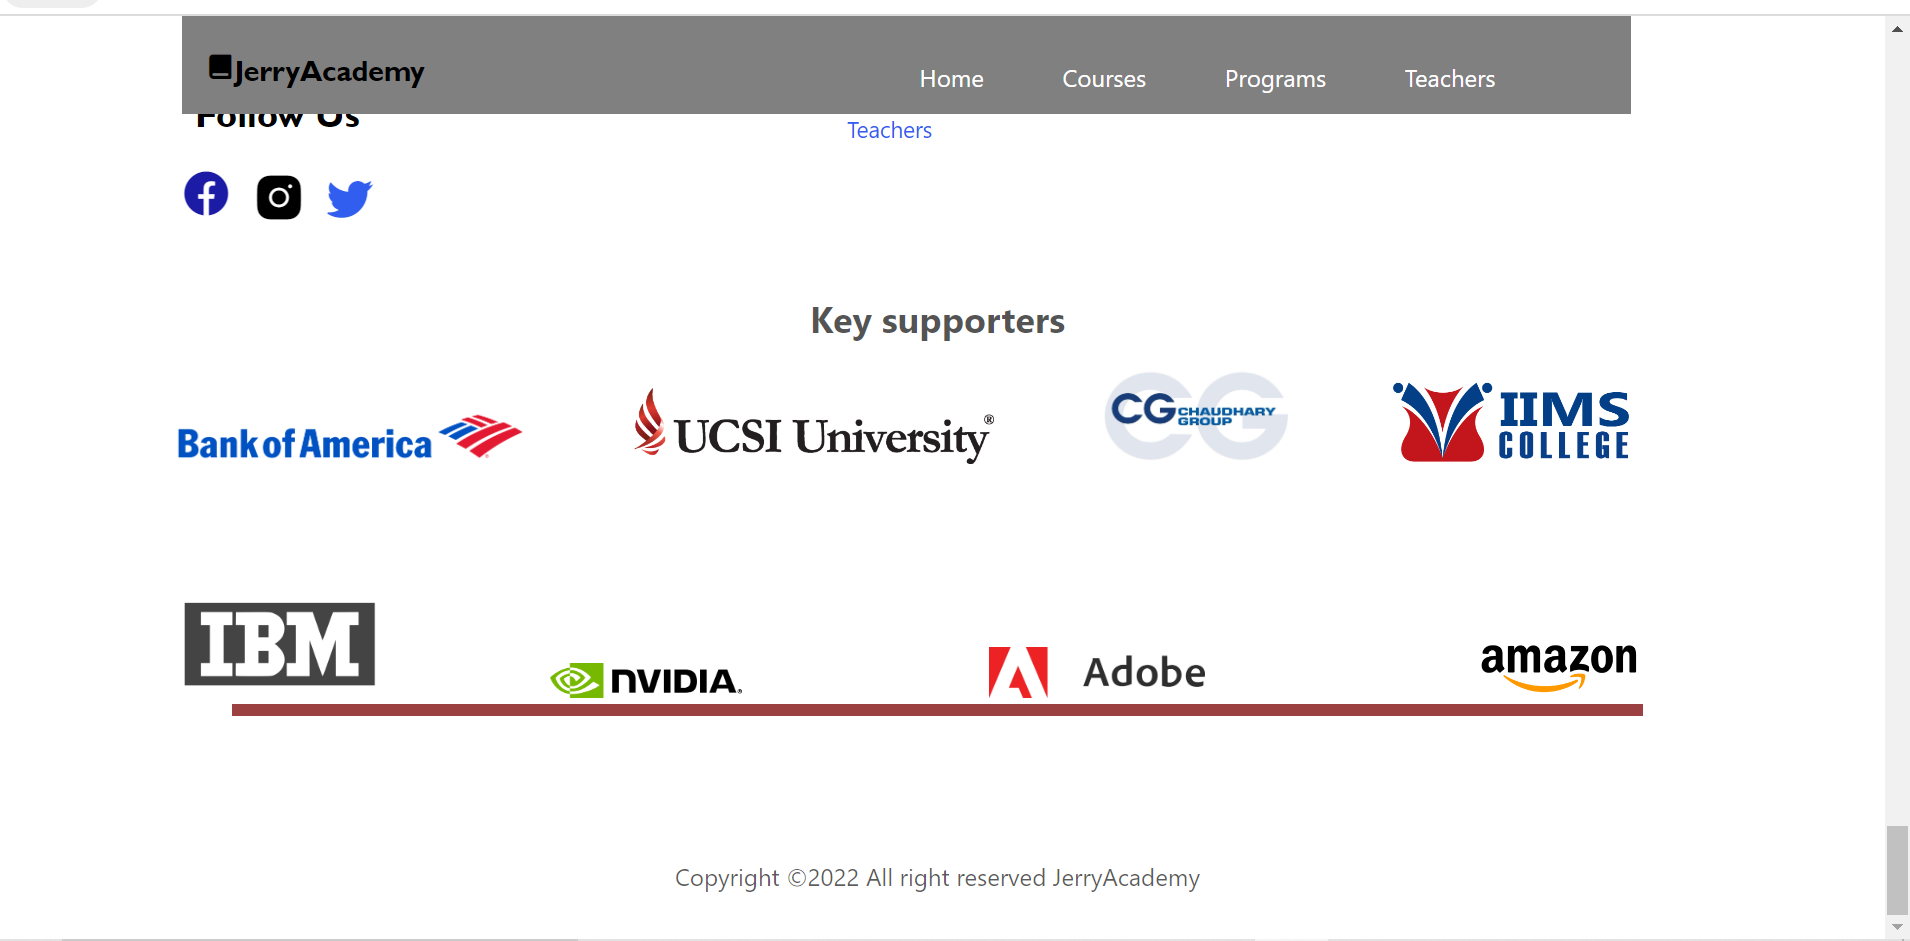 JerryAcademy
Home Courses Programs Teachers
Follow Us
Teachers
Key supporters
Bank of America
UCSI University®
CG CHAUDHARY GROUP
CG
IIMS COLLEGE
IBM
NVIDIA.
Adobe
amazon
Copyright ©2022 All right reserved JerryAcademy